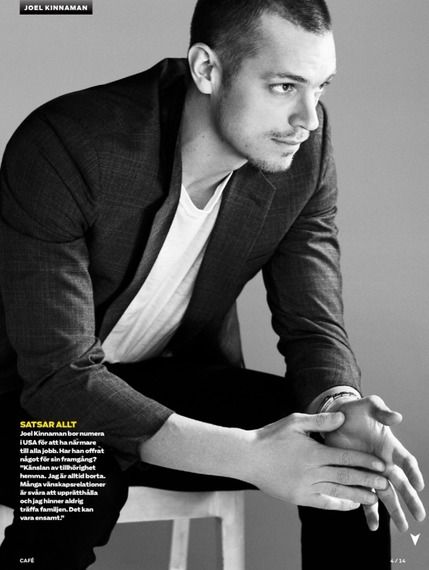 JOEL KINNAMAN
SATSAR ALLT
Joel Kinnaman bor numera
i USA för att ha närmare
till alla jobb. Har han offrat
något för sin framgång?
"Känslan av tillhörighet
hemma. Jag är alltid borta.
Många vänskapsrelationer
är svåra att upprätthålla
och jag hinner aldrig
träffa familjen. Det kan
vara ensamt."
CAFÉ
4 / 14